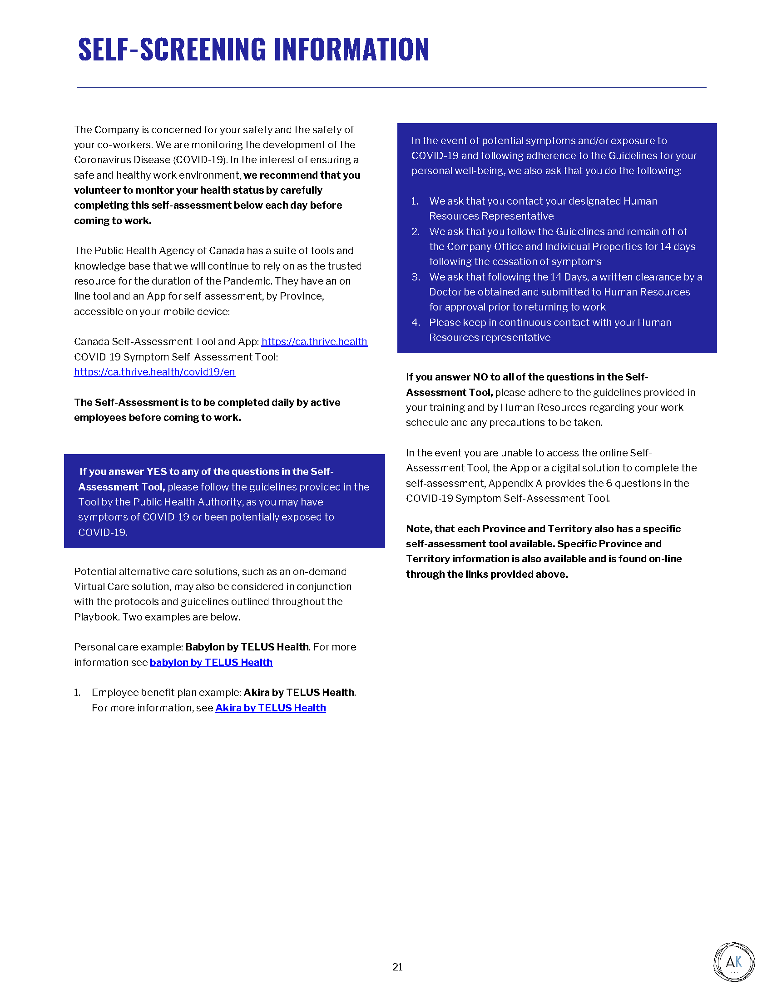 SELF-SCREENING INFORMATION
The Company is concerned for your safety and the safety of
your co-workers. We are monitoring the development of the
Coronavirus Disease (COVID-19). In the interest of ensuring a
safe and healthy work environment, we recommend that you
volunteer to monitor your health status by carefully
completing this self-assessment below each day before
coming to work.
The Public Health Agency of Canada has a suite of tools and
knowledge base that we will continue to rely on as the trusted
resource for the duration of the Pandemic. They have an on-
line tool and an App for self-assessment, by Province,
accessible on your mobile device:
Canada Self-Assessment Tool and App: https://ca.thrive.health
COVID-19 Symptom Self-Assessment Tool:
https://ca.thrive.health/covid19/en
The Self-Assessment is to be completed daily by active
employees before coming to work.
If you answer YES to any of the questions in the Self-
Assessment Tool, please follow the guidelines provided in the
Tool by the Public Health Authority, as you may have
symptoms of COVID-19 or been potentially exposed to
COVID-19.
Potential alternative care solutions, such as an on-demand
Virtual Care solution, may also be considered in conjunction
with the protocols and guidelines outlined throughout the
Playbook. Two examples are below.
Personal care example: Babylon by TELUS Health. For more
information see babylon by TELUS Health
1. Employee benefit plan example: Akira by TELUS Health.
For more information, see Akira by TELUS Health
In the event of potential symptoms and/or exposure to
COVID-19 and following adherence to the Guidelines for your
personal well-being, we also ask that you do the following:
1. We ask that you contact your designated Human
Resources Representative
2. We ask that you follow the Guidelines and remain off of
the Company Office and Individual Properties for 14 days
following the cessation of symptoms
3. We ask that following the 14 Days, a written clearance by a
Doctor be obtained and submitted to Human Resources
for approval prior to returning to work
4. Please keep in continuous contact with your Human
Resources representative
If you answer NO to all of the questions in the Self-
Assessment Tool, please adhere to the guidelines provided in
your training and by Human Resources regarding your work
schedule and any precautions to be taken.
In the event you are unable to access the online Self-
Assessment Tool, the App or a digital solution to complete the
self-assessment, Appendix A provides the 6 questions in the
COVID-19 Symptom Self-Assessment Tool.
Note, that each Province and Territory also has a specific
self-assessment tool available. Specific Province and
Territory information is also available and is found on-line
through the links provided above.
21
AK
...